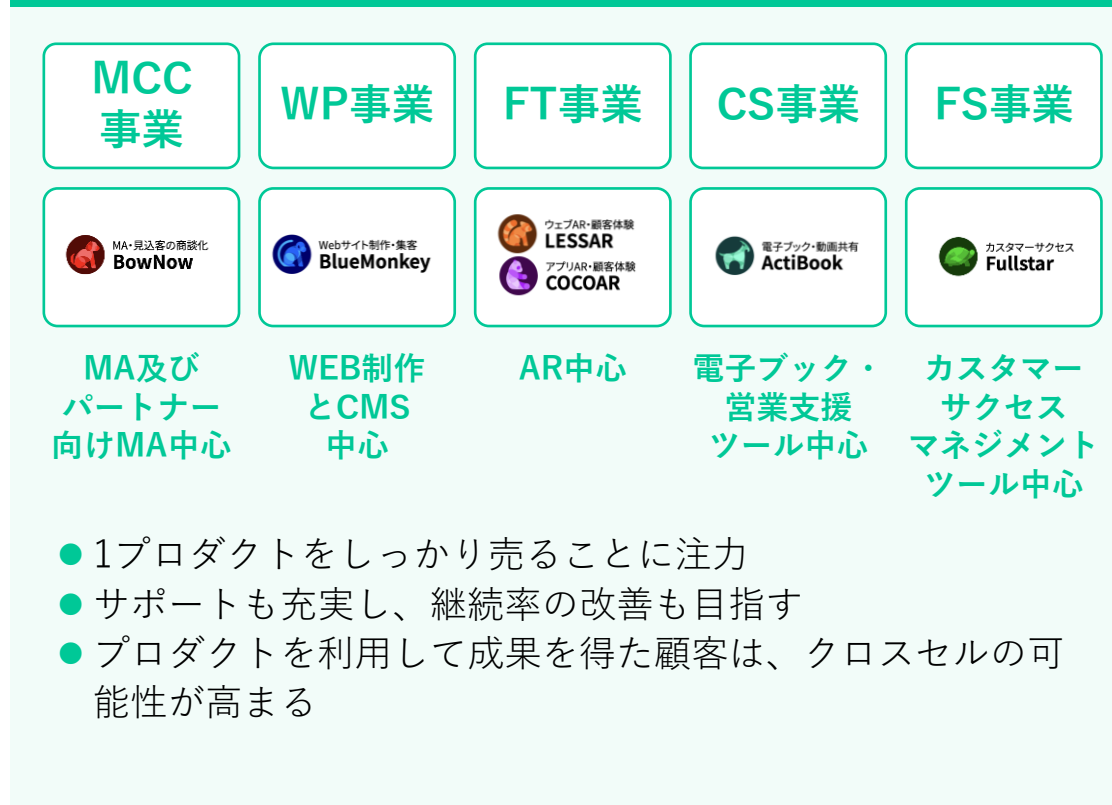 MCC
事業
WP事業
FT事業
CS事業
FS事業
MA・見込客の商談化
BowNow
Webサイト制作・集客
BlueMonkey
ウェブAR・顧客体験
LESSAR
アプリAR・顧客体験
COCOAR
電子ブック・動画共有
ActiBook
カスタマーサクセス
Fullstar
MA及び
パートナー
向けMA中心
WEB制作
とCMS
中心
AR中心
電子ブック・
営業支援
ツール中心
カスタマー
サクセス
マネジメント
ツール中心
●1プロダクトをしっかり売ることに注力
●サポートも充実し、継続率の改善も目指す
●プロダクトを利用して成果を得た顧客は、クロスセルの可
能性が高まる